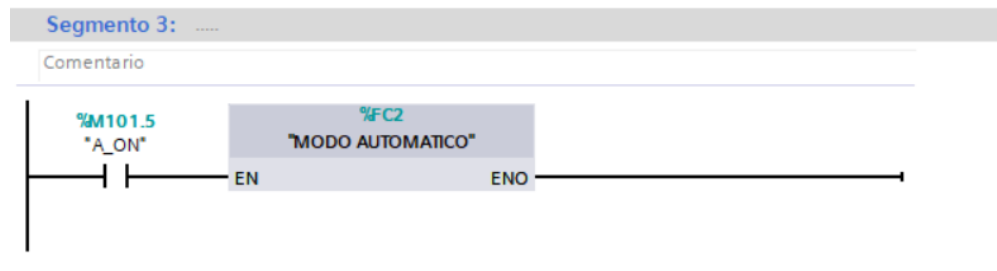 Segmento 3: .....
Comentario
%M101.5
"A_ON"
%FC2
"MODO AUTOMATICO"
EN ENO